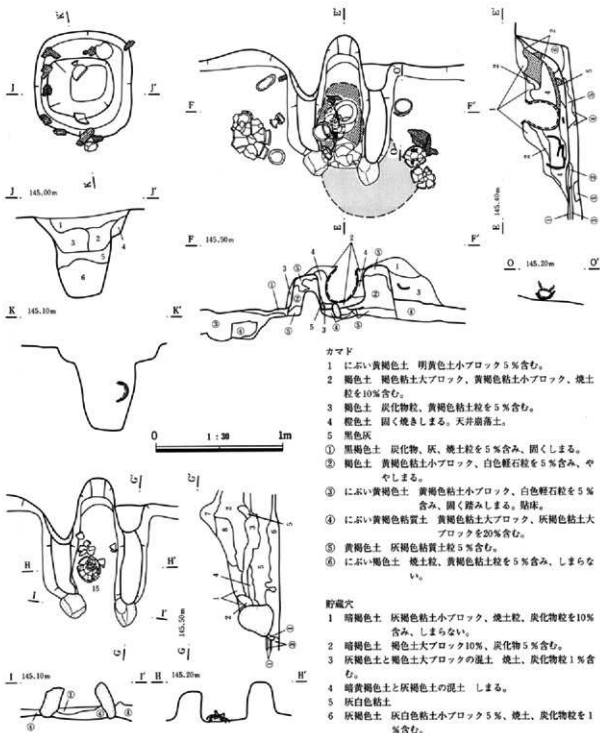 K'
J
J'
K
J 145.00m J'
1
2
3
4
5
6
K 145.10m K'
0 1:30 1m
E'
F
F'
E
O
O'
F 145.50m F'
E 145.40m
O 145.20m O'
G'
H
H'
I
I'
G
15
G'
G 145.50m
I 145.10m I'
H 145.20m H'
カマド
1 にぶい黄褐色土 明黄色土小ブロック5%含む。
2 褐色土 褐色粘土大ブロック、黄褐色粘土小ブロック、焼土
粒を10%含む。
3 褐色土 炭化物粒、黄褐色粘土粒を5%含む。
4 橙色土 固く焼きしまる。天井崩落土。
5 黒色灰
① 黒褐色土 炭化物、灰、焼土粒を5%含み、固くしまる。
② 褐色土 黄褐色粘土小ブロック、白色軽石粒を5%含み、や
やしまる。
③ にぶい黄褐色土 黄褐色粘土小ブロック、白色軽石粒を5%
含み、固く踏みしまる。貼床。
④ にぶい黄褐色粘質土 黄褐色粘土大ブロック、灰褐色粘土大
ブロックを20%含む。
⑤ 黄褐色土 灰褐色粘質土粒5%含む。
⑥ にぶい褐色土 焼土粒、黄褐色粘土粒を5%含み、しまらな
い。
貯蔵穴
1 暗褐色土 灰褐色粘土小ブロック、焼土粒、炭化物粒を10%
含み、しまらない。
2 暗褐色土 褐色土大ブロック10%、炭化物5%含む。
3 灰褐色土と褐色土大ブロックの混土 焼土、炭化物粒1%含
む。
4 暗黄褐色土と灰褐色土の混土 しまる。
5 灰白色粘土
6 灰褐色土 灰白色粘土小ブロック5%、焼土、炭化物粒を1
%含む。